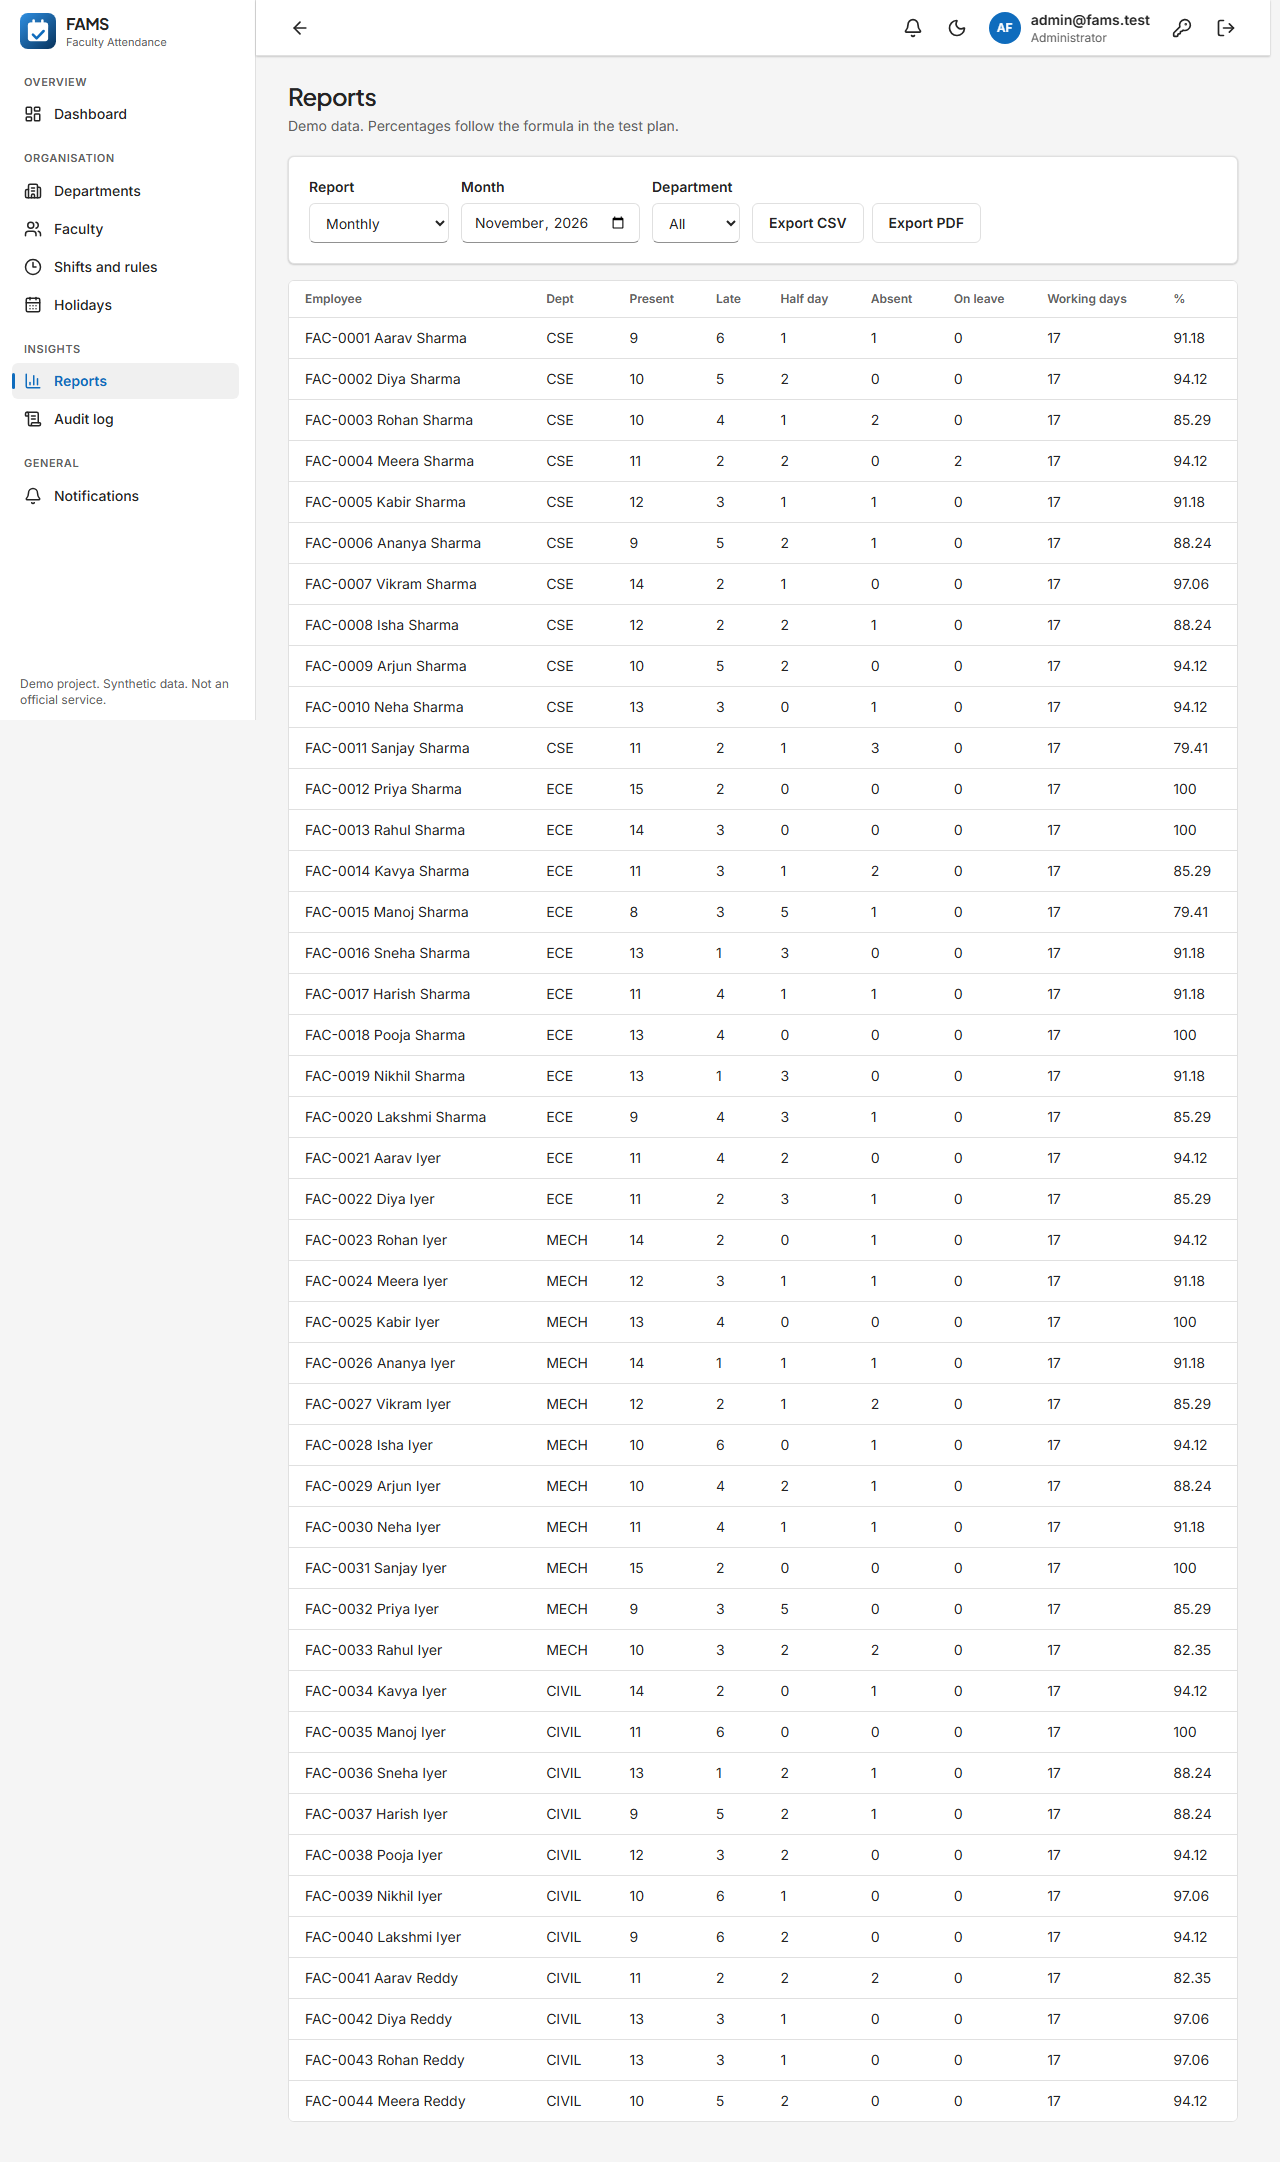 FAMS
Faculty Attendance
OVERVIEW
Dashboard
ORGANISATION
Departments
Faculty
Shifts and rules
Holidays
INSIGHTS
Reports
Audit log
GENERAL
Notifications
Demo project. Synthetic data. Not an
official service.
AF
admin@fams.test
Administrator
Reports
Demo data. Percentages follow the formula in the test plan.
Report Month Department
Monthly November, 2026 All Export CSV Export PDF
Employee Dept Present Late Half day Absent On leave Working days %
FAC-0001 Aarav Sharma CSE 9 6 1 1 0 17 91.18
FAC-0002 Diya Sharma CSE 10 5 2 0 0 17 94.12
FAC-0003 Rohan Sharma CSE 10 4 1 2 0 17 85.29
FAC-0004 Meera Sharma CSE 11 2 2 0 2 17 94.12
FAC-0005 Kabir Sharma CSE 12 3 1 1 0 17 91.18
FAC-0006 Ananya Sharma CSE 9 5 2 1 0 17 88.24
FAC-0007 Vikram Sharma CSE 14 2 1 0 0 17 97.06
FAC-0008 Isha Sharma CSE 12 2 2 1 0 17 88.24
FAC-0009 Arjun Sharma CSE 10 5 2 0 0 17 94.12
FAC-0010 Neha Sharma CSE 13 3 0 1 0 17 94.12
FAC-0011 Sanjay Sharma CSE 11 2 1 3 0 17 79.41
FAC-0012 Priya Sharma ECE 15 2 0 0 0 17 100
FAC-0013 Rahul Sharma ECE 14 3 0 0 0 17 100
FAC-0014 Kavya Sharma ECE 11 3 1 2 0 17 85.29
FAC-0015 Manoj Sharma ECE 8 3 5 1 0 17 79.41
FAC-0016 Sneha Sharma ECE 13 1 3 0 0 17 91.18
FAC-0017 Harish Sharma ECE 11 4 1 1 0 17 91.18
FAC-0018 Pooja Sharma ECE 13 4 0 0 0 17 100
FAC-0019 Nikhil Sharma ECE 13 1 3 0 0 17 91.18
FAC-0020 Lakshmi Sharma ECE 9 4 3 1 0 17 85.29
FAC-0021 Aarav Iyer ECE 11 4 2 0 0 17 94.12
FAC-0022 Diya Iyer ECE 11 2 3 1 0 17 85.29
FAC-0023 Rohan Iyer MECH 14 2 0 1 0 17 94.12
FAC-0024 Meera Iyer MECH 12 3 1 1 0 17 91.18
FAC-0025 Kabir Iyer MECH 13 4 0 0 0 17 100
FAC-0026 Ananya Iyer MECH 14 1 1 1 0 17 91.18
FAC-0027 Vikram Iyer MECH 12 2 1 2 0 17 85.29
FAC-0028 Isha Iyer MECH 10 6 0 1 0 17 94.12
FAC-0029 Arjun Iyer MECH 10 4 2 1 0 17 88.24
FAC-0030 Neha Iyer MECH 11 4 1 1 0 17 91.18
FAC-0031 Sanjay Iyer MECH 15 2 0 0 0 17 100
FAC-0032 Priya Iyer MECH 9 3 5 0 0 17 85.29
FAC-0033 Rahul Iyer MECH 10 3 2 2 0 17 82.35
FAC-0034 Kavya Iyer CIVIL 14 2 0 1 0 17 94.12
FAC-0035 Manoj Iyer CIVIL 11 6 0 0 0 17 100
FAC-0036 Sneha Iyer CIVIL 13 1 2 1 0 17 88.24
FAC-0037 Harish Iyer CIVIL 9 5 2 1 0 17 88.24
FAC-0038 Pooja Iyer CIVIL 12 3 2 0 0 17 94.12
FAC-0039 Nikhil Iyer CIVIL 10 6 1 0 0 17 97.06
FAC-0040 Lakshmi Iyer CIVIL 9 6 2 0 0 17 94.12
FAC-0041 Aarav Reddy CIVIL 11 2 2 2 0 17 82.35
FAC-0042 Diya Reddy CIVIL 13 3 1 0 0 17 97.06
FAC-0043 Rohan Reddy CIVIL 13 3 1 0 0 17 97.06
FAC-0044 Meera Reddy CIVIL 10 5 2 0 0 17 94.12